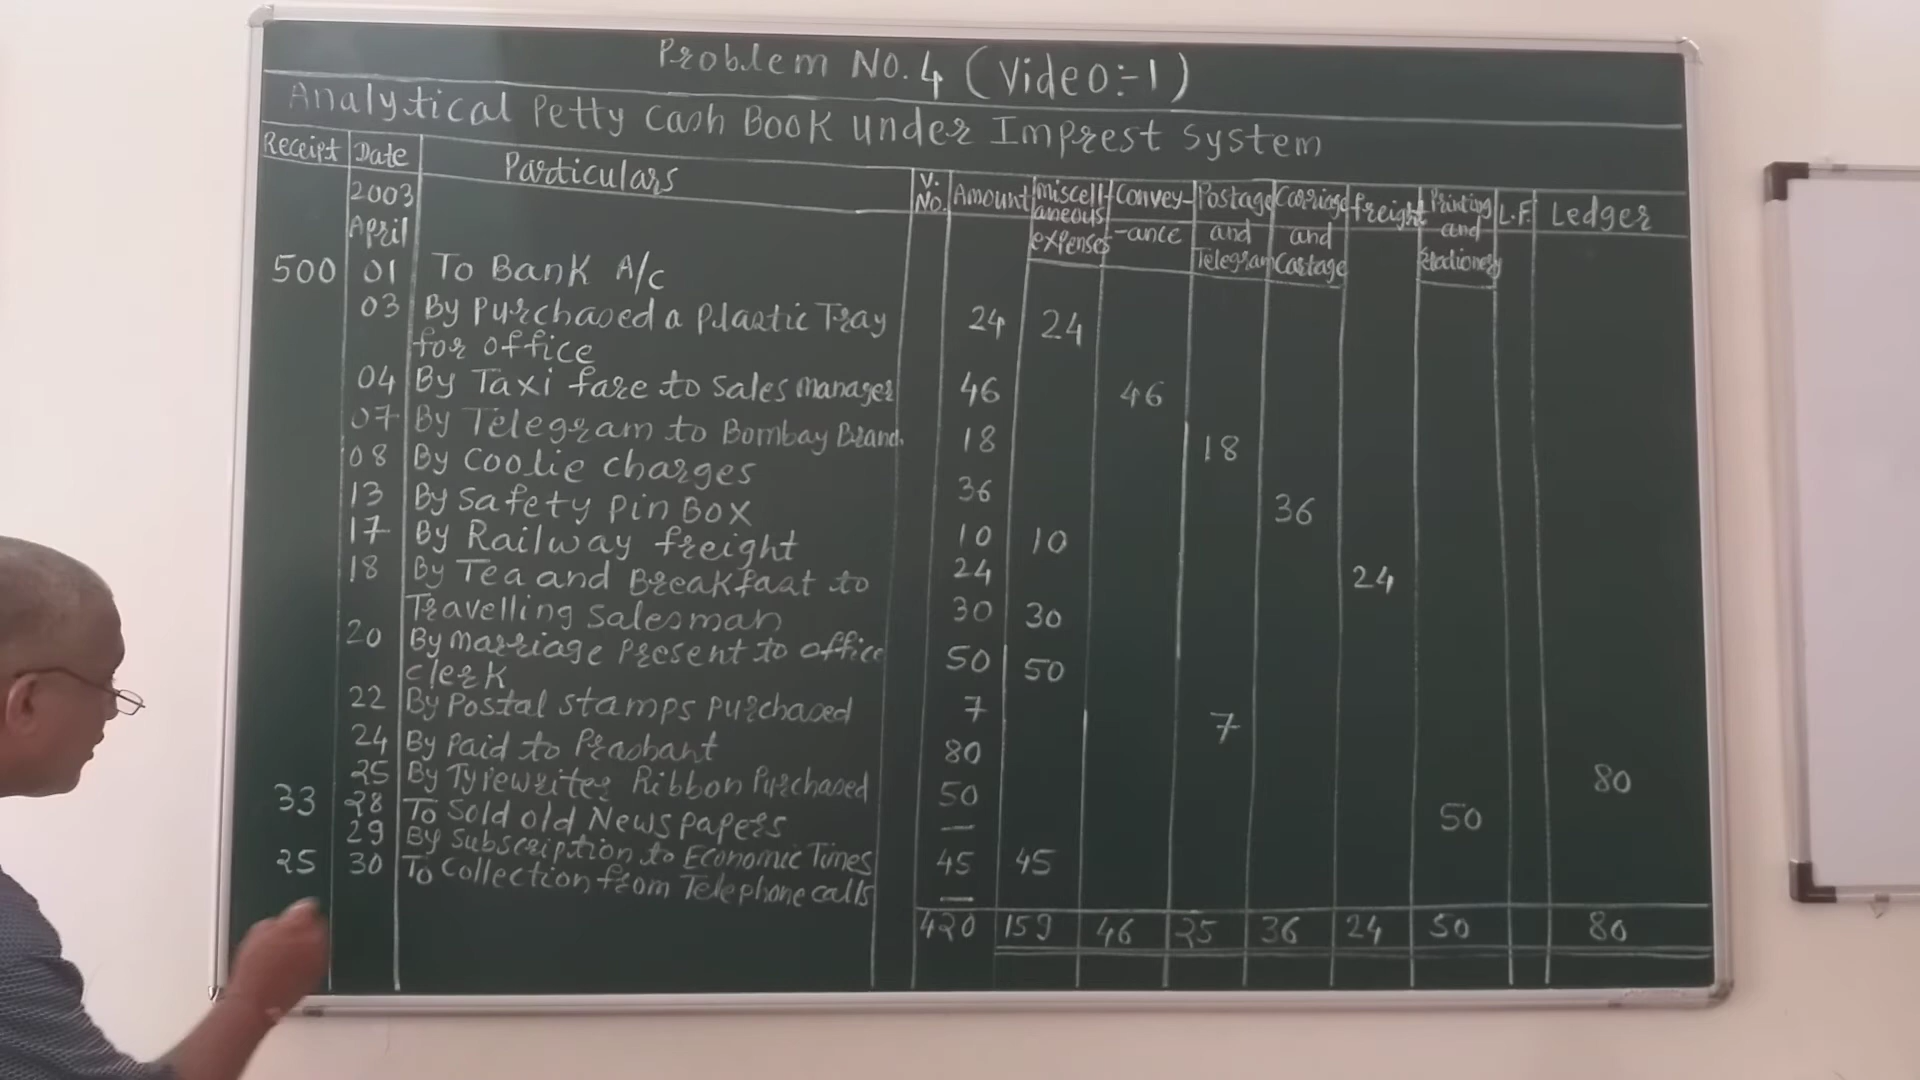 Problem No.4 (Video:-1)
Analytical Petty Cash Book under Imprest System
Receipt Date Particulars V. No. Amount Miscell- Convey- Postage Carriage freight Printing L.F. Ledger
2003 aneous -ance and and and
April expenses Telegram Cartage Stationery
500 01 To Bank A/c
03 By Purchased a Plastic Tray 24 24
for office
04 By Taxi fare to Sales manager 46 46
07 By Telegram to Bombay Branch 18 18
08 By Coolie charges 36 36
13 By Safety pin Box 10 10
17 By Railway freight 24 24
18 By Tea and Breakfast to
Travelling Salesman 30 30
20 By marriage present to office 50 50
clerk
22 By Postal stamps purchased 7 7
24 By paid to Prashant 80 80
25 By Tyrewriter Ribbon Purchased 50 50
33 28 To Sold old News papers —
29 By Subscription to Economic Times 45 45
25 30 To Collection from Telephone calls —
420 159 46 25 36 24 50 80